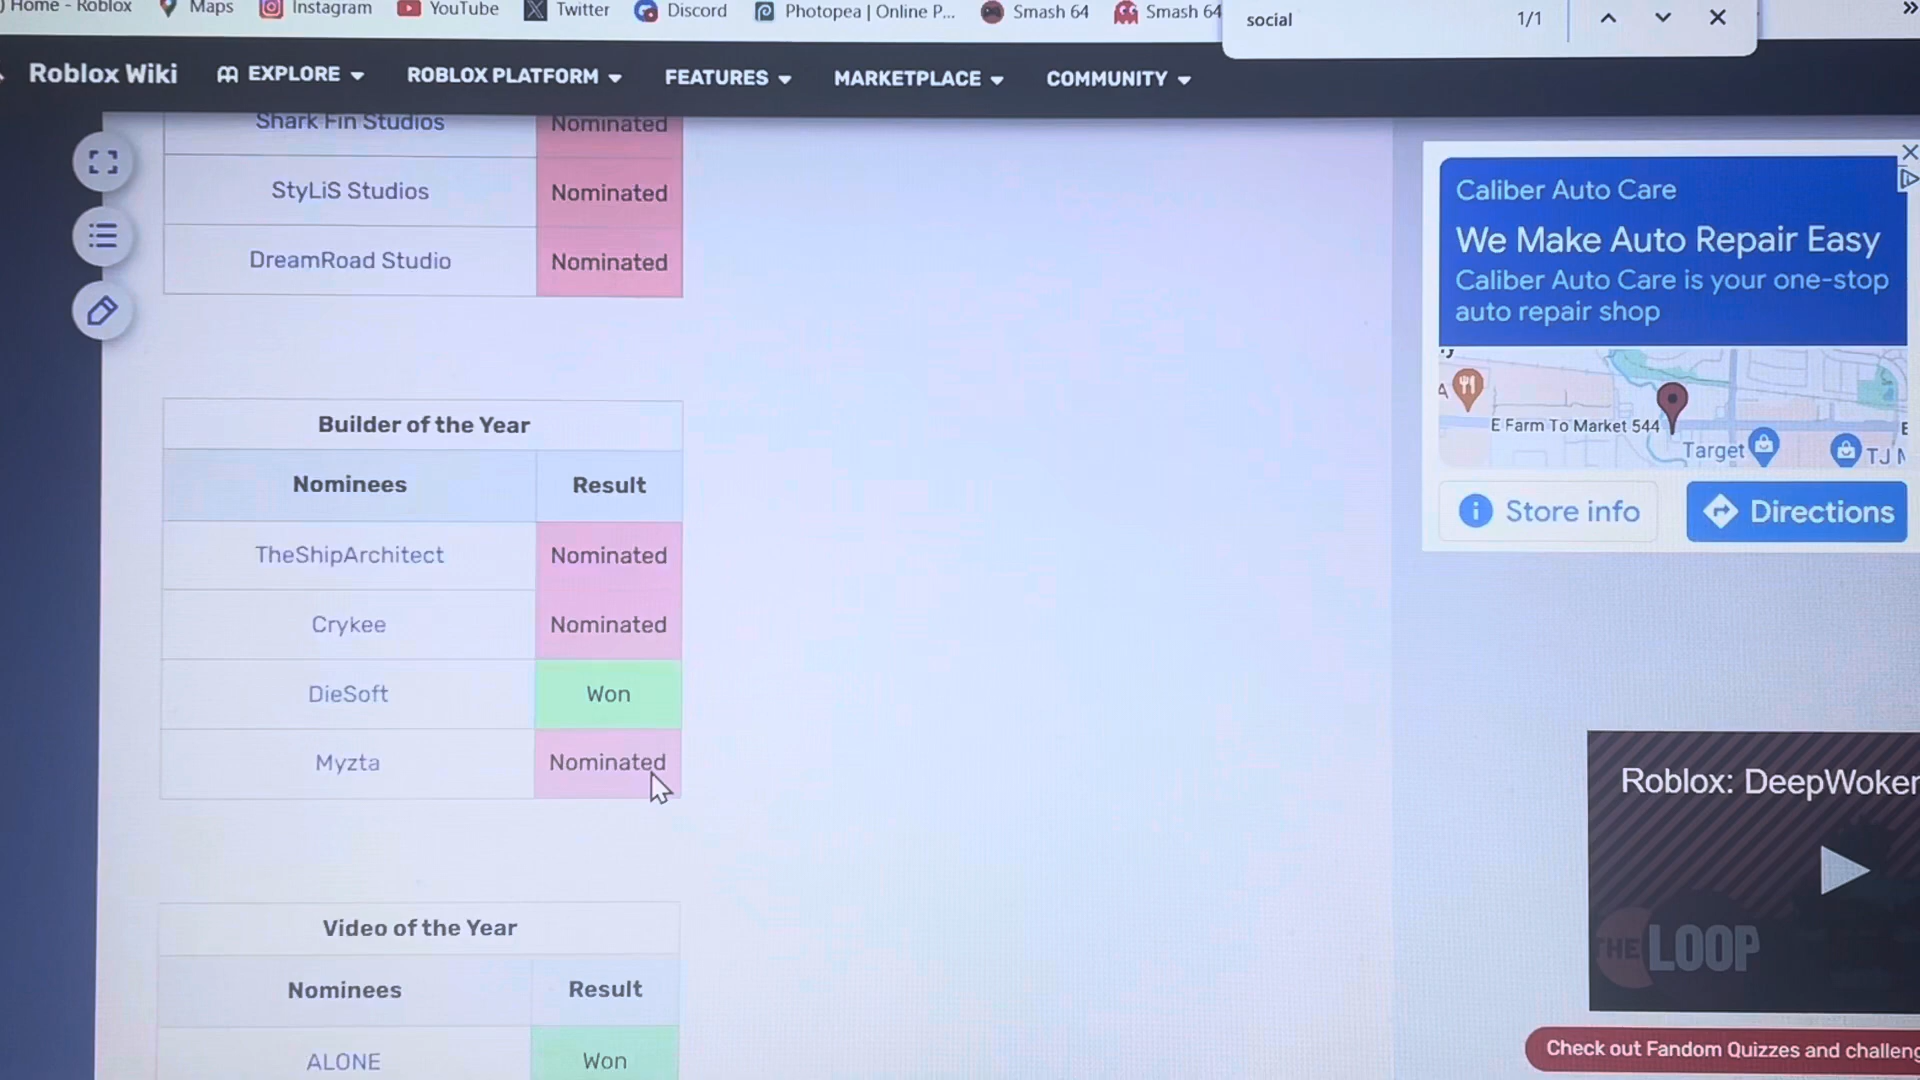 Home - Roblox
Maps
Instagram
YouTube
Twitter
Discord
Photopea | Online P...
Smash 64
Smash 64
social
1/1
Roblox Wiki
EXPLORE
ROBLOX PLATFORM
FEATURES
MARKETPLACE
COMMUNITY
Shark Fin Studios Nominated
StyLiS Studios Nominated
DreamRoad Studio Nominated
Builder of the Year
Nominees Result
TheShipArchitect Nominated
Crykee Nominated
DieSoft Won
Myzta Nominated
Video of the Year
Nominees Result
ALONE Won
Caliber Auto Care
We Make Auto Repair Easy
Caliber Auto Care is your one-stop
auto repair shop
E Farm To Market 544
Target
TJ
Store info
Directions
Roblox: DeepWoken
THE LOOP
Check out Fandom Quizzes and challeng